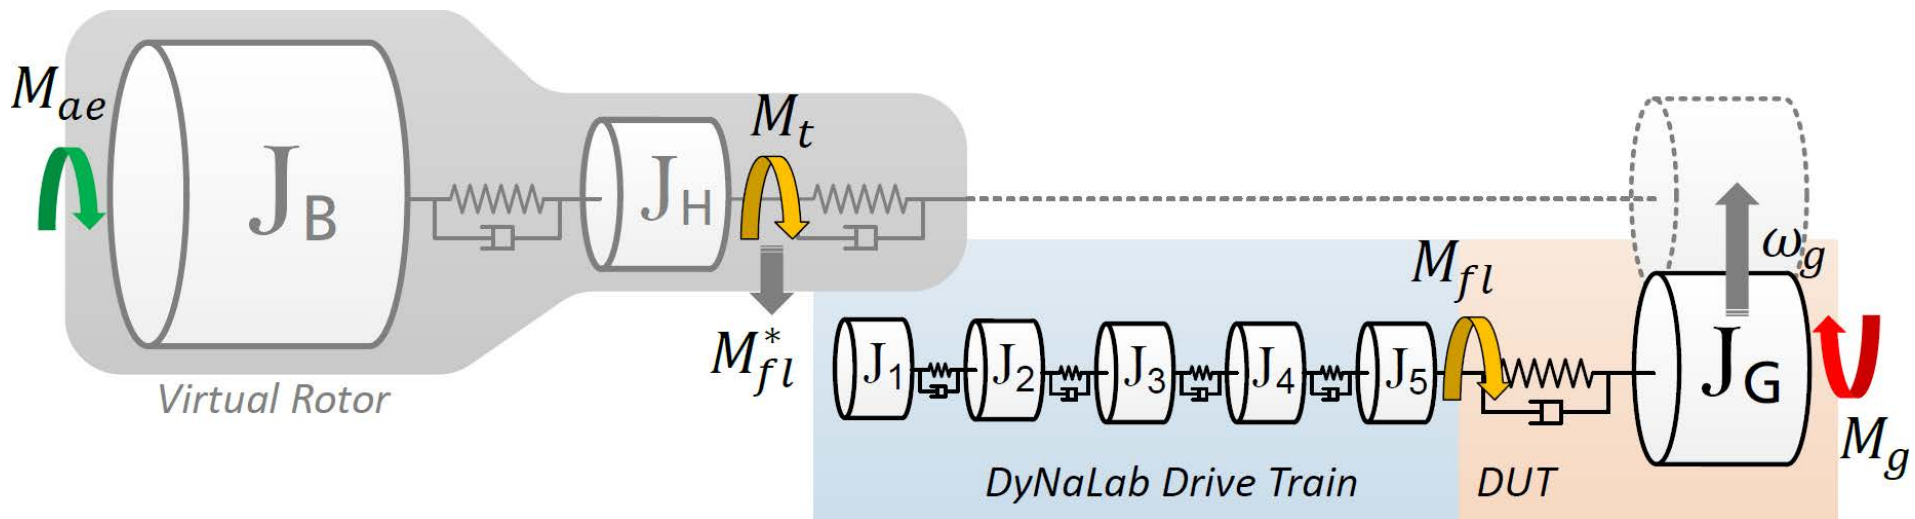 M_ae
J_B
J_H
M_t
M*_fl
Virtual Rotor
J_1
J_2
J_3
J_4
J_5
M_fl
ω_g
J_G
M_g
DyNaLab Drive Train
DUT